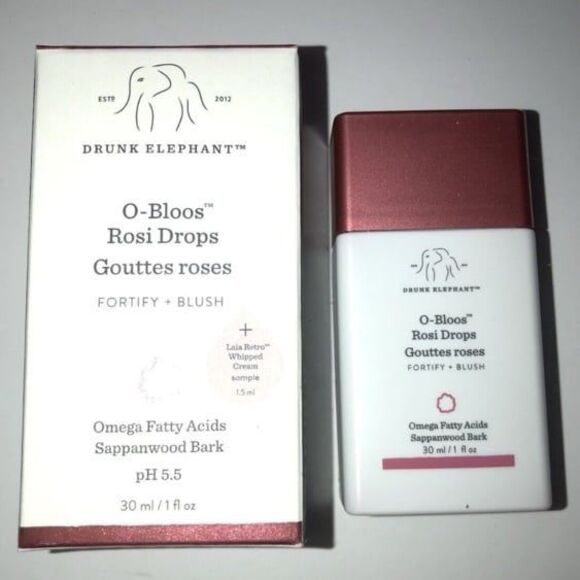 ESTD 2012
DRUNK ELEPHANT™
O-Bloos™
Rosi Drops
Gouttes roses
FORTIFY + BLUSH
+
Lala Retro™
Whipped
Cream
sample
1.5 ml
Omega Fatty Acids
Sappanwood Bark
pH 5.5
30 ml / 1 fl oz
DRUNK ELEPHANT™
O-Bloos™
Rosi Drops
Gouttes roses
FORTIFY + BLUSH
Omega Fatty Acids
Sappanwood Bark
30 ml / 1 fl oz